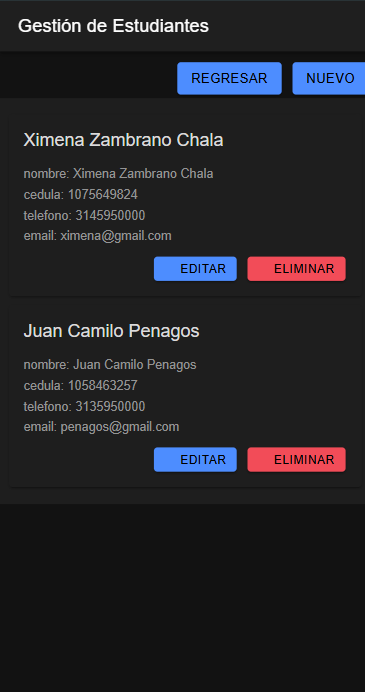 Gestión de Estudiantes
REGRESAR NUEVO
Ximena Zambrano Chala
nombre: Ximena Zambrano Chala
cedula: 1075649824
telefono: 3145950000
email: ximena@gmail.com
EDITAR ELIMINAR
Juan Camilo Penagos
nombre: Juan Camilo Penagos
cedula: 1058463257
telefono: 3135950000
email: penagos@gmail.com
EDITAR ELIMINAR